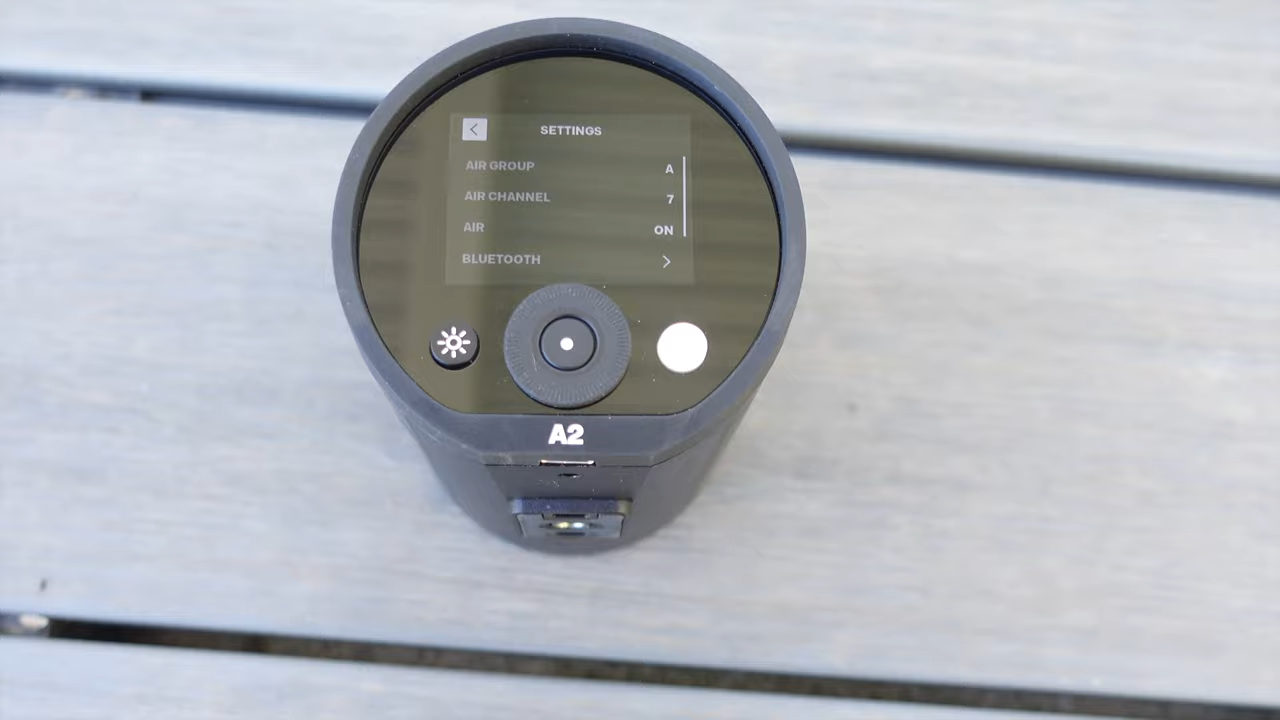 SETTINGS
AIR GROUP A
AIR CHANNEL 7
AIR ON
BLUETOOTH
A2